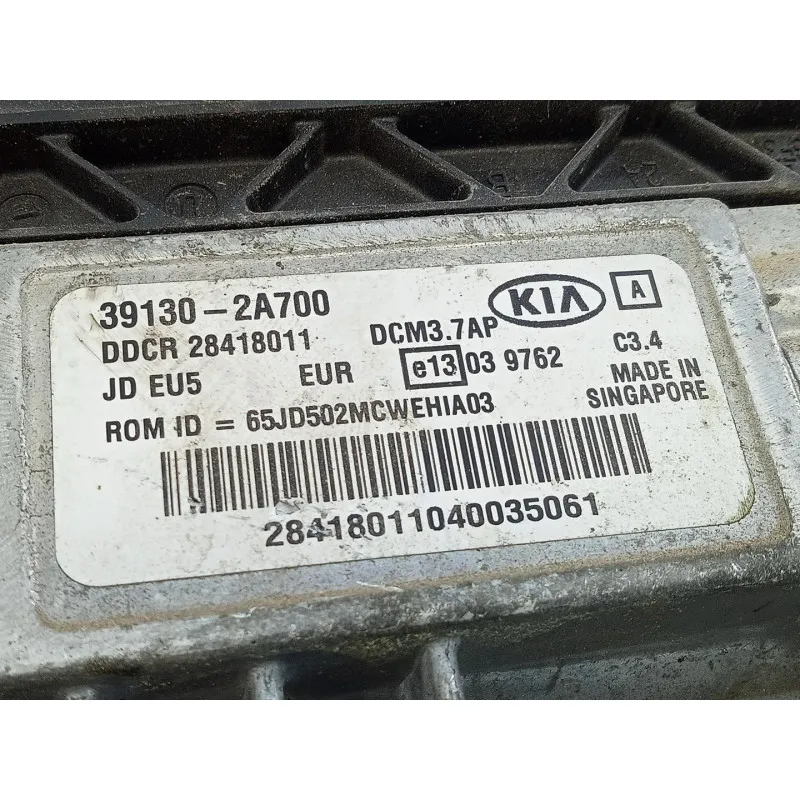 39130-2A700 KIA A
DDCR 28418011 DCM3.7AP
JD EU5 EUR e13 03 9762 C3.4
ROM ID = 65JD502MCWEHIA03 MADE IN
SINGAPORE
28418011040035061